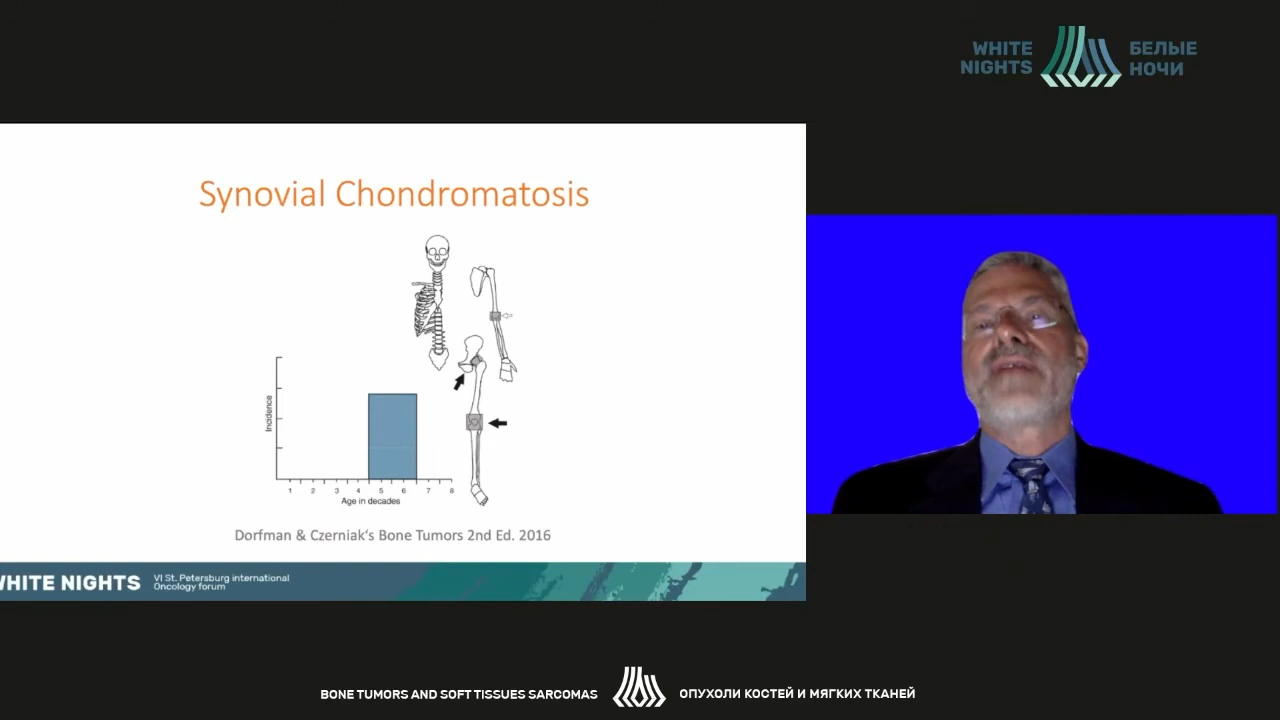 WHITE
NIGHTS
БЕЛЫЕ
НОЧИ
Synovial Chondromatosis
Incidence
1 2 3 4 5 6 7 8
Age in decades
Dorfman & Czerniak's Bone Tumors 2nd Ed. 2016
WHITE NIGHTS
VI St. Petersburg international
Oncology forum
BONE TUMORS AND SOFT TISSUES SARCOMAS
ОПУХОЛИ КОСТЕЙ И МЯГКИХ ТКАНЕЙ